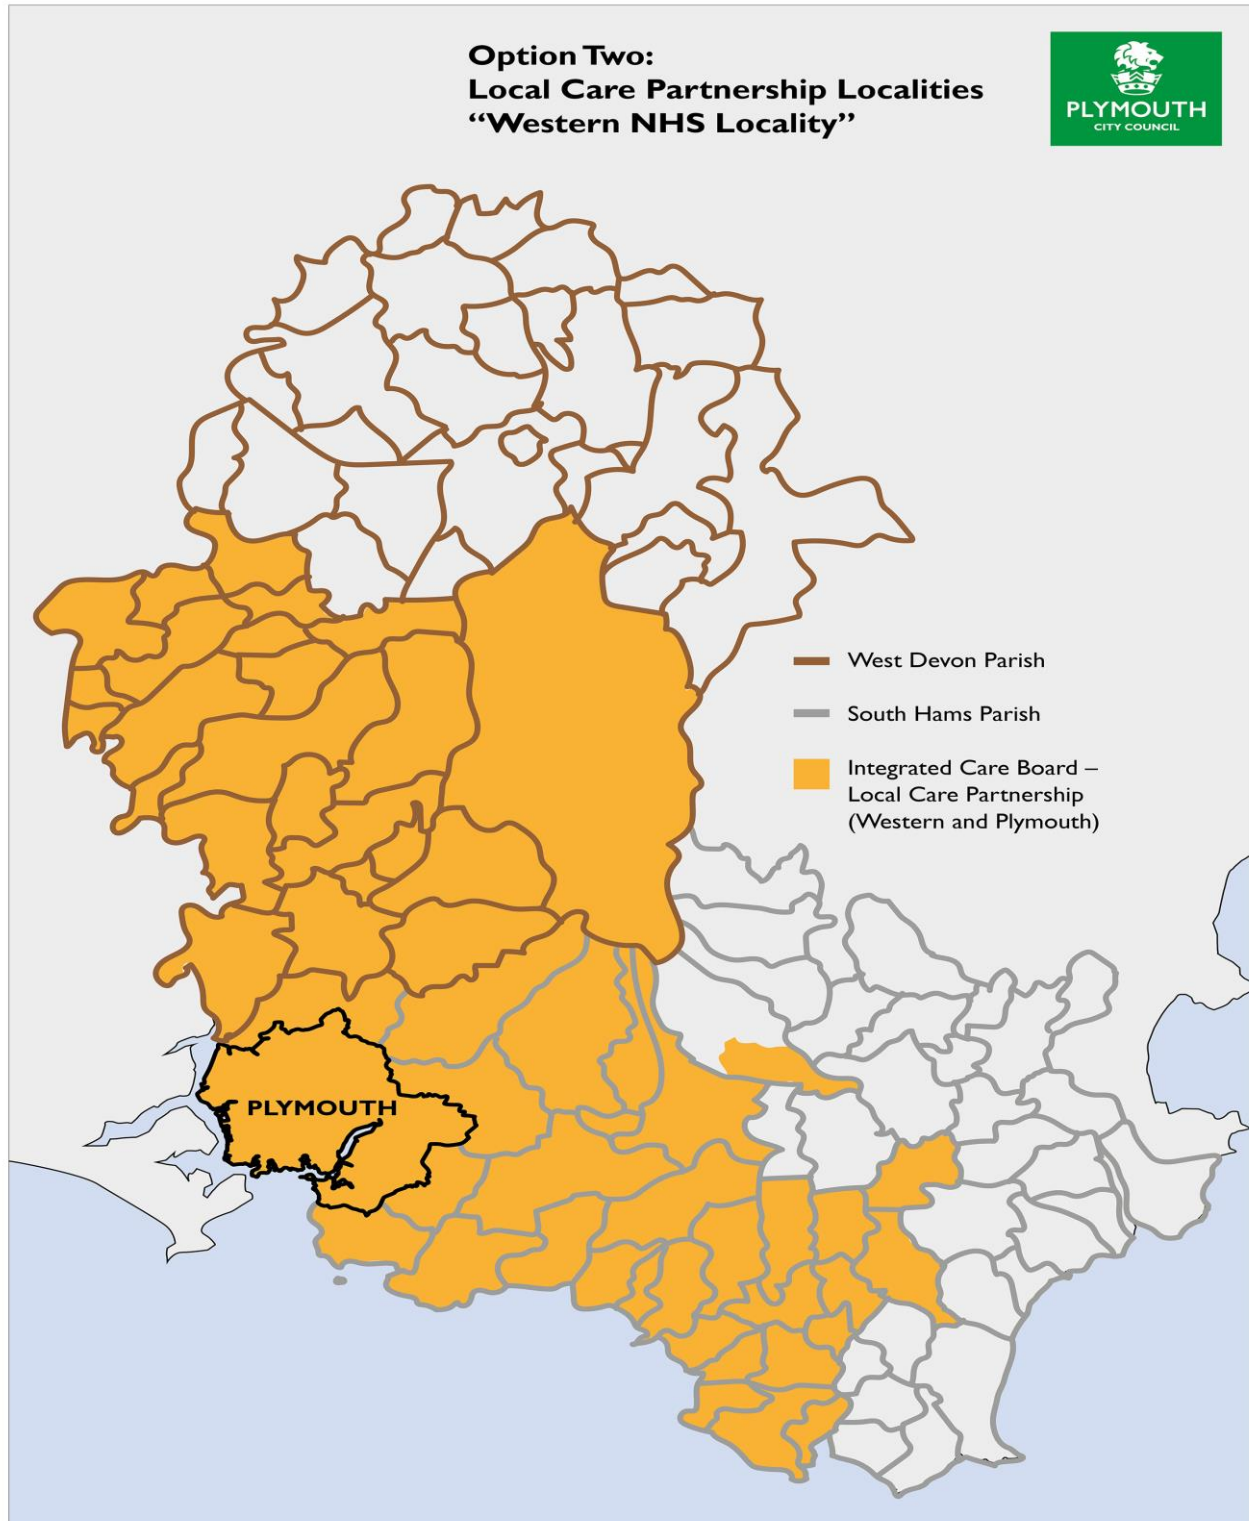 Option Two:
Local Care Partnership Localities
“Western NHS Locality”
PLYMOUTH
CITY COUNCIL
West Devon Parish
South Hams Parish
Integrated Care Board –
Local Care Partnership
(Western and Plymouth)
PLYMOUTH